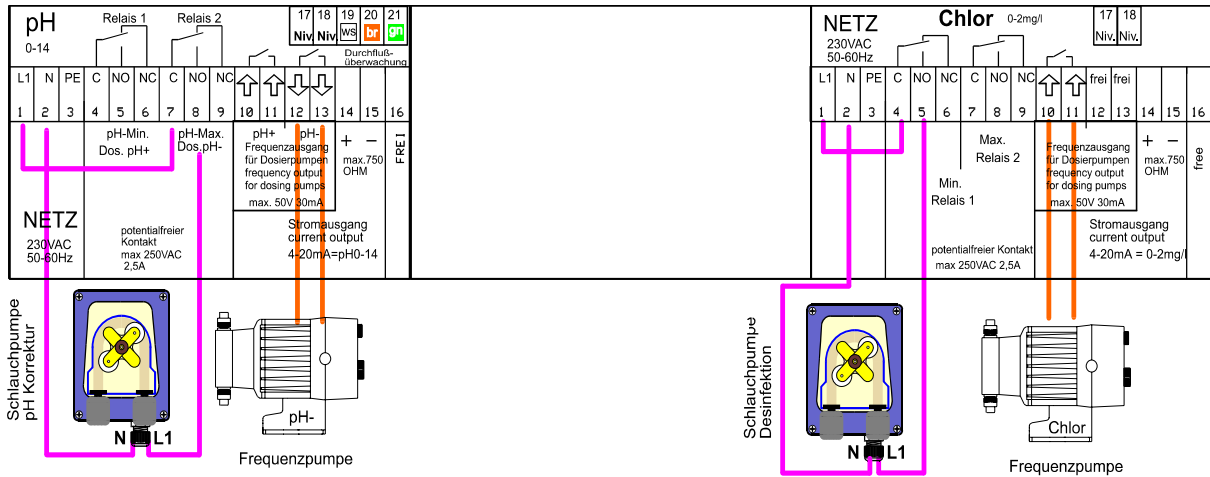 pH
0-14
Relais 1
Relais 2
17 18 19 20 21
Niv. Niv. ws br gn
Durchfluß-
überwachung
L1 N PE C NO NC C NO NC
1 2 3 4 5 6 7 8 9 10 11 12 13 14 15 16
pH-Min.
Dos. pH+
pH-Max.
Dos.pH-
pH+ pH-
Frequenzausgang
für Dosierpumpen
frequency output
for dosing pumps
max. 50V 30mA
+ -
max.750
OHM
FREI
NETZ
230VAC
50-60Hz
potentialfreier
Kontakt
max 250VAC
2,5A
Stromausgang
current output
4-20mA=pH0-14
Schlauchpumpe
pH Korrektur
N L1
pH-
Frequenzpumpe
NETZ
230VAC
50-60Hz
Chlor 0-2mg/l
17 18
Niv. Niv.
L1 N PE C NO NC C NO NC frei frei
1 2 3 4 5 6 7 8 9 10 11 12 13 14 15 16
Max.
Relais 2
Min.
Relais 1
Frequenzausgang
für Dosierpumpen
frequency output
for dosing pumps
max. 50V 30mA
+ -
max.750
OHM
free
potentialfreier Kontakt
max 250VAC 2,5A
Stromausgang
current output
4-20mA = 0-2mg/l
Schlauchpumpe
Desinfektion
N L1
Chlor
Frequenzpumpe